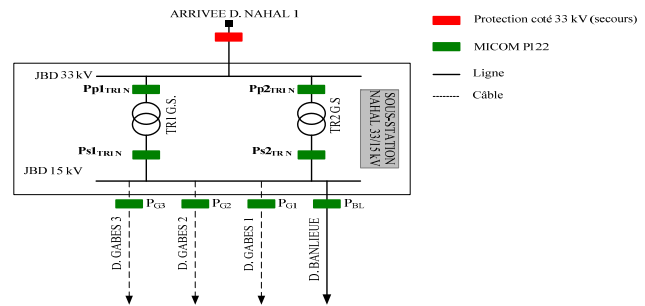 ARRIVEE D. NAHAL 1
Protection coté 33 kV (secours)
MICOM P122
Ligne
Câble
JBD 33 kV
Pp1TRI N
Pp2TRI N
TR1 G.S.
TR2 G.S
SOUS-STATION
NAHAL 33/15 kV
Ps1TRI N
Ps2TRI N
JBD 15 kV
PG3
PG2
PG1
PBL
D. GABES 3
D. GABES 2
D. GABES 1
D. BANLIEUE